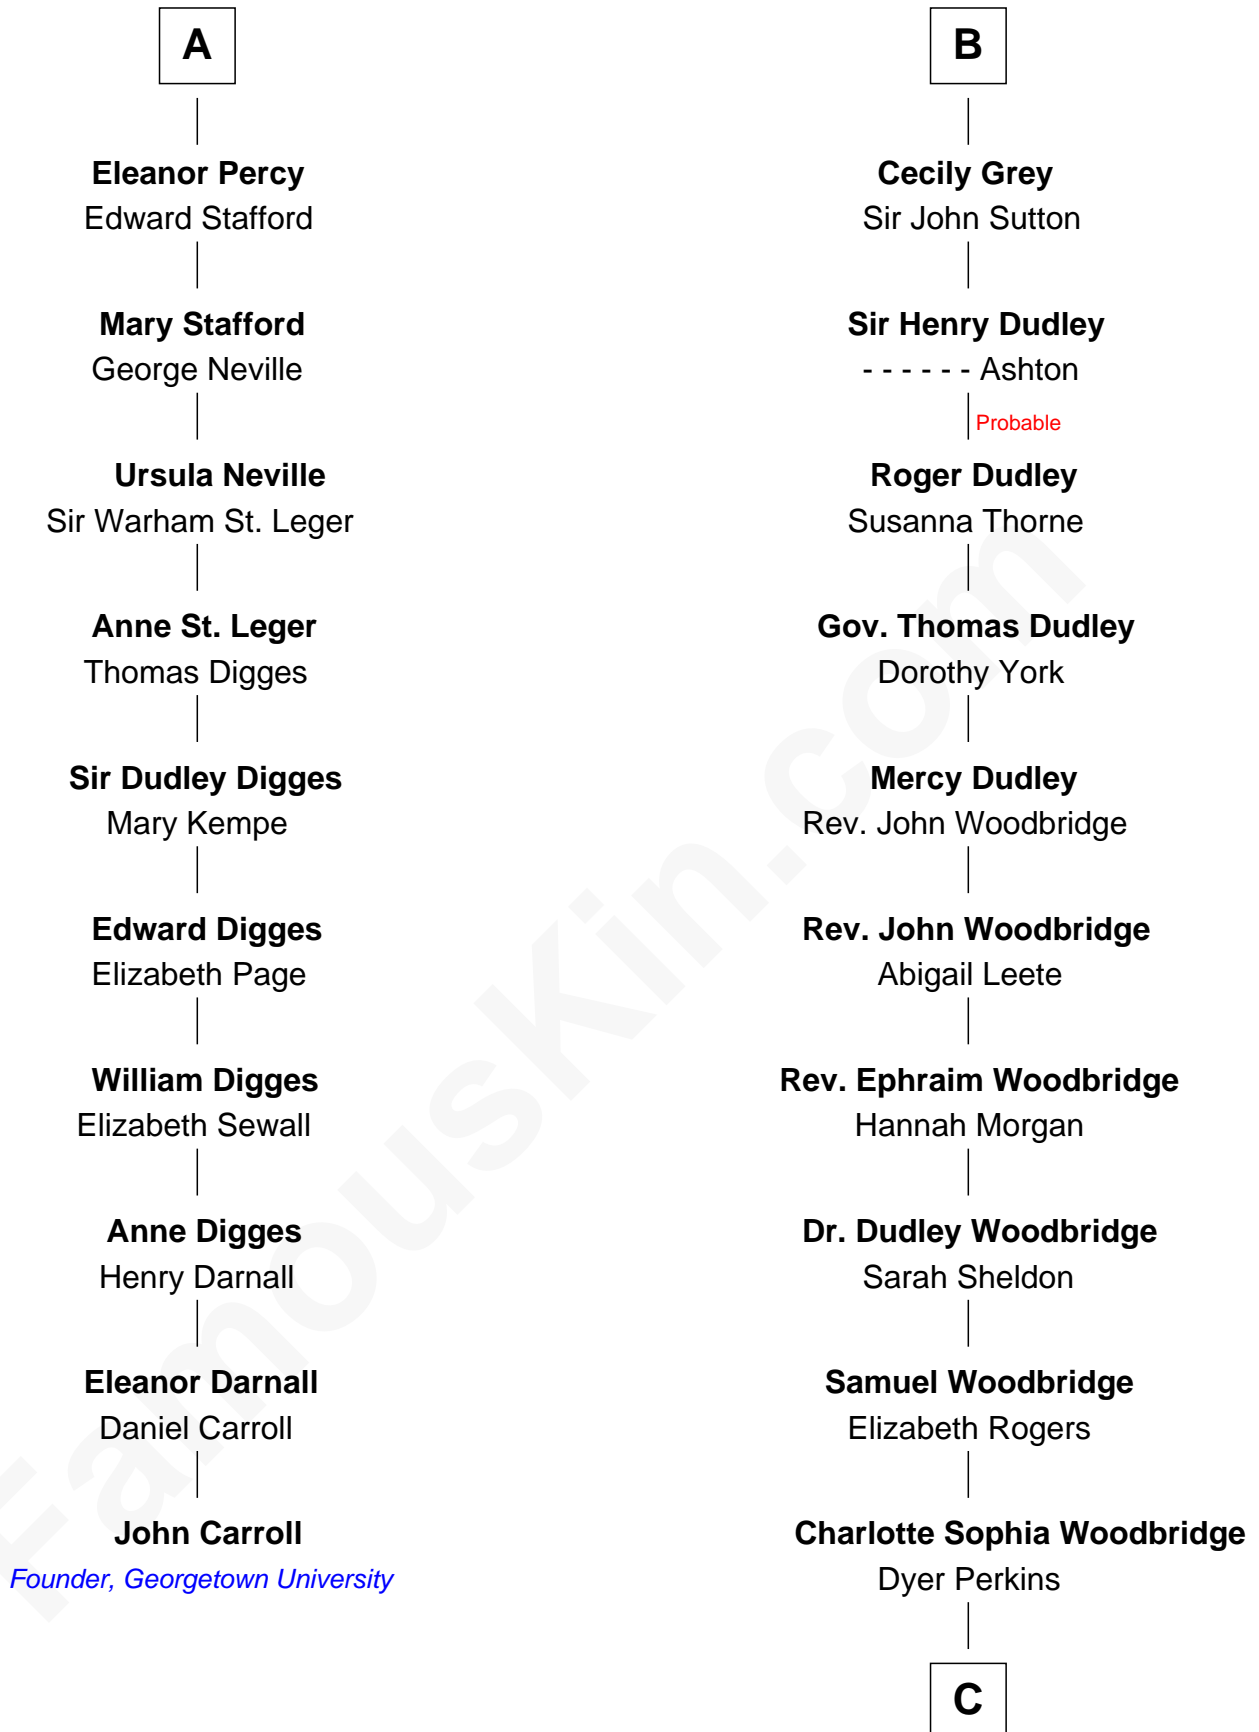 A
Eleanor Percy
Edward Stafford
Mary Stafford
George Neville
Ursula Neville
Sir Warham St. Leger
Anne St. Leger
Thomas Digges
Sir Dudley Digges
Mary Kempe
Edward Digges
Elizabeth Page
William Digges
Elizabeth Sewall
Anne Digges
Henry Darnall
Eleanor Darnall
Daniel Carroll
John Carroll
Founder, Georgetown University
B
Cecily Grey
Sir John Sutton
Sir Henry Dudley
- - - - - - Ashton
Probable
Roger Dudley
Susanna Thorne
Gov. Thomas Dudley
Dorothy York
Mercy Dudley
Rev. John Woodbridge
Rev. John Woodbridge
Abigail Leete
Rev. Ephraim Woodbridge
Hannah Morgan
Dr. Dudley Woodbridge
Sarah Sheldon
Samuel Woodbridge
Elizabeth Rogers
Charlotte Sophia Woodbridge
Dyer Perkins
C
FamousKin.com